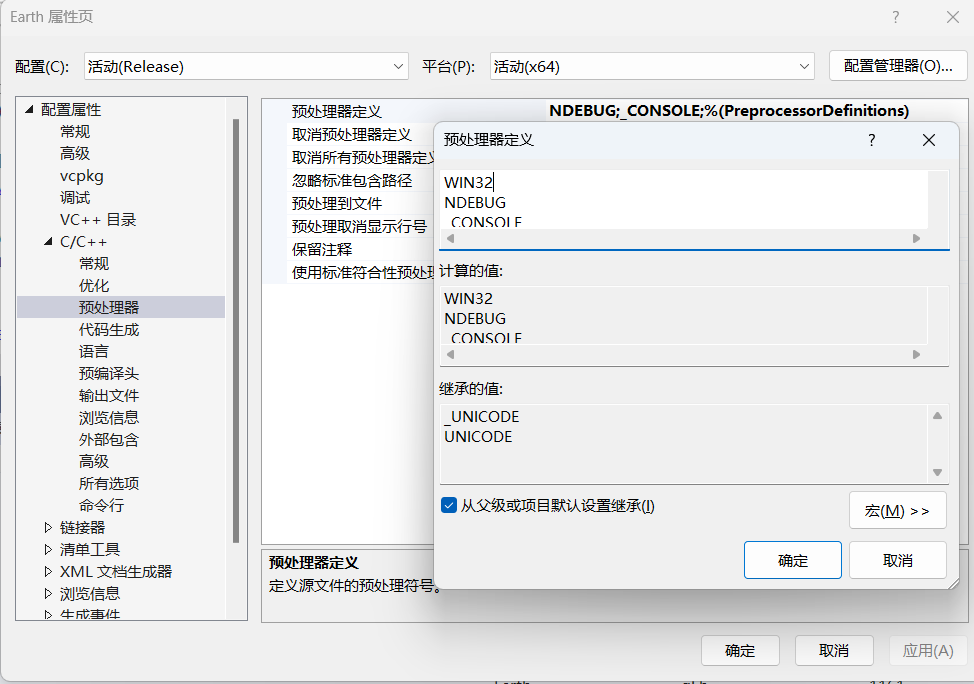 Earth 属性页
?
配置(C): 活动(Release) 平台(P): 活动(x64) 配置管理器(O)...
配置属性
常规
高级
vcpkg
调试
VC++ 目录
C/C++
常规
优化
预处理器
代码生成
语言
预编译头
输出文件
浏览信息
外部包含
高级
所有选项
命令行
链接器
清单工具
XML 文档生成器
浏览信息
生成事件
预处理器定义 NDEBUG;_CONSOLE;%(PreprocessorDefinitions)
取消预处理器定义
取消所有预处理器定义
忽略标准包含路径
预处理到文件
预处理取消显示行号
保留注释
使用标准符合性预处理
预处理器定义
?
WIN32
NDEBUG
_CONSOLE
计算的值:
WIN32
NDEBUG
_CONSOLE
继承的值:
_UNICODE
UNICODE
从父级或项目默认设置继承(I)
宏(M) >>
确定 取消
预处理器定义
定义源文件的预处理符号。
确定 取消 应用(A)